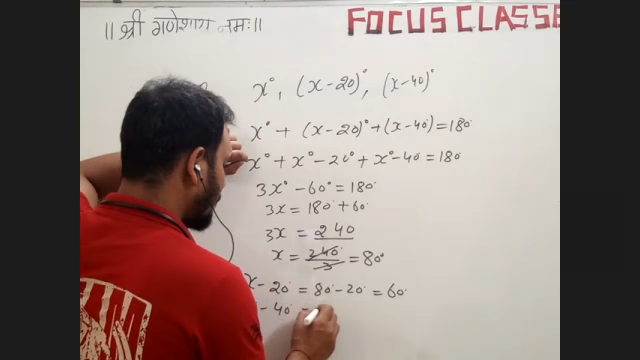 ॥ श्री गणेशाय नमः॥
FOCUS CLASSE
x°, (x-20)°, (x-40)°
x° + (x-20)° + (x-40) = 180°
x° + x° - 20° + x° - 40 = 180
3x° - 60° = 180°
3x = 180° + 60°
3x = 240
x = 240/3 = 80°
x - 20° = 80° - 20° = 60°
- 40°